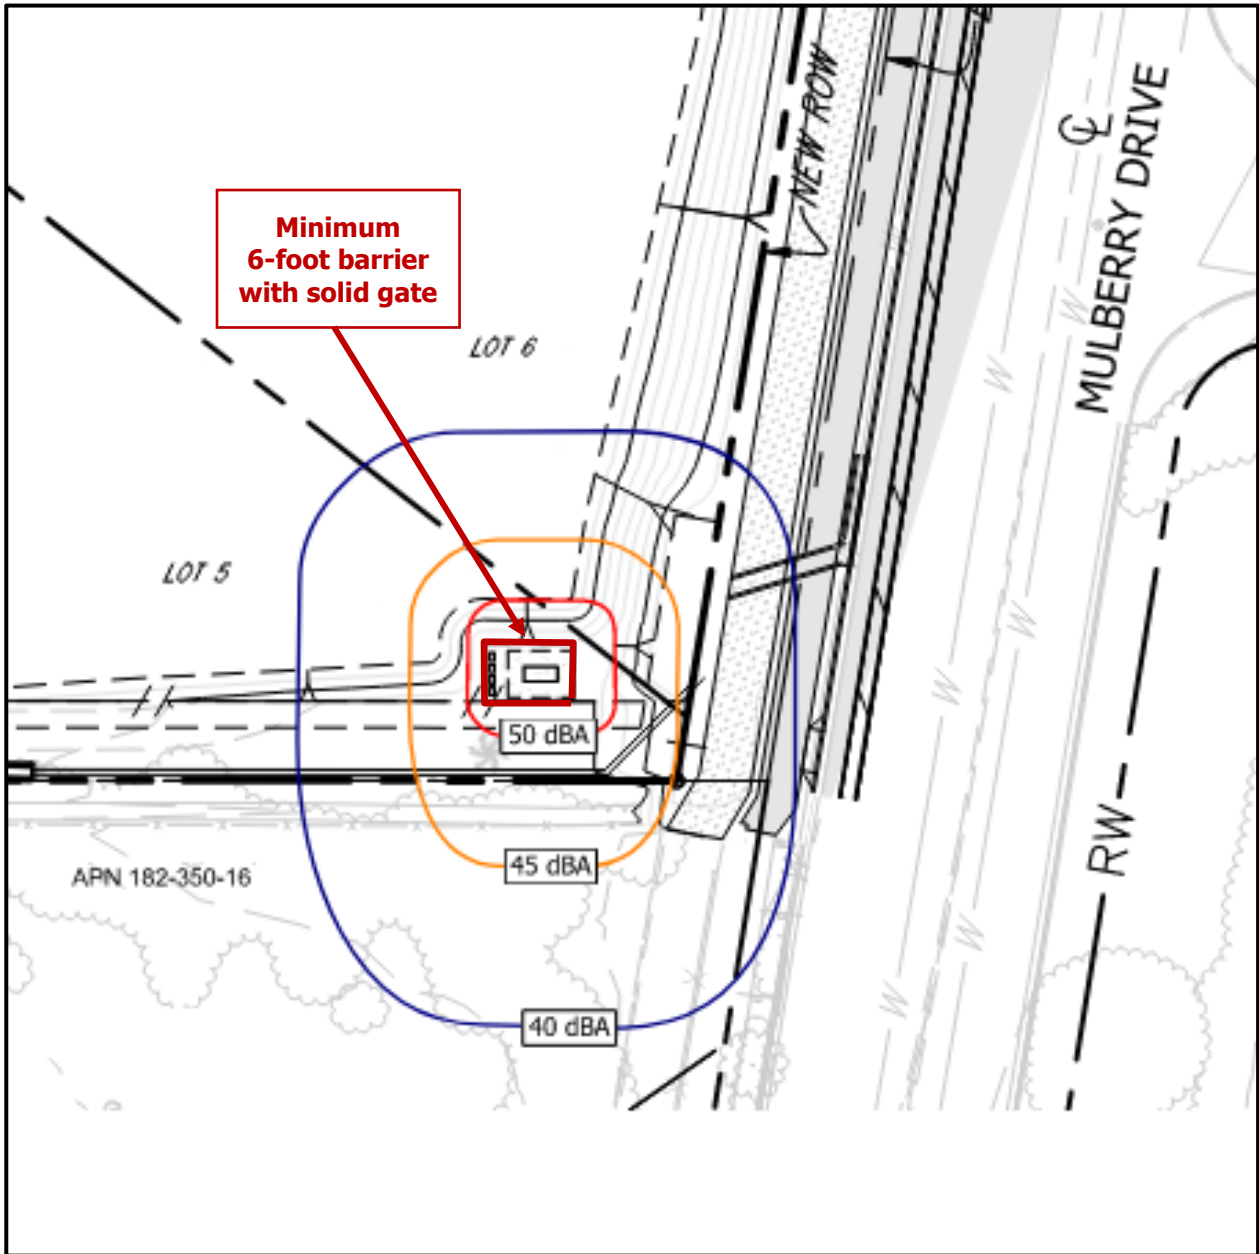 NEW ROW
℄
MULBERRY DRIVE
Minimum
6-foot barrier
with solid gate
LOT 6
LOT 5
W
W
W
W
W
W
W
50 dBA
45 dBA
APN 182-350-16
RW
40 dBA